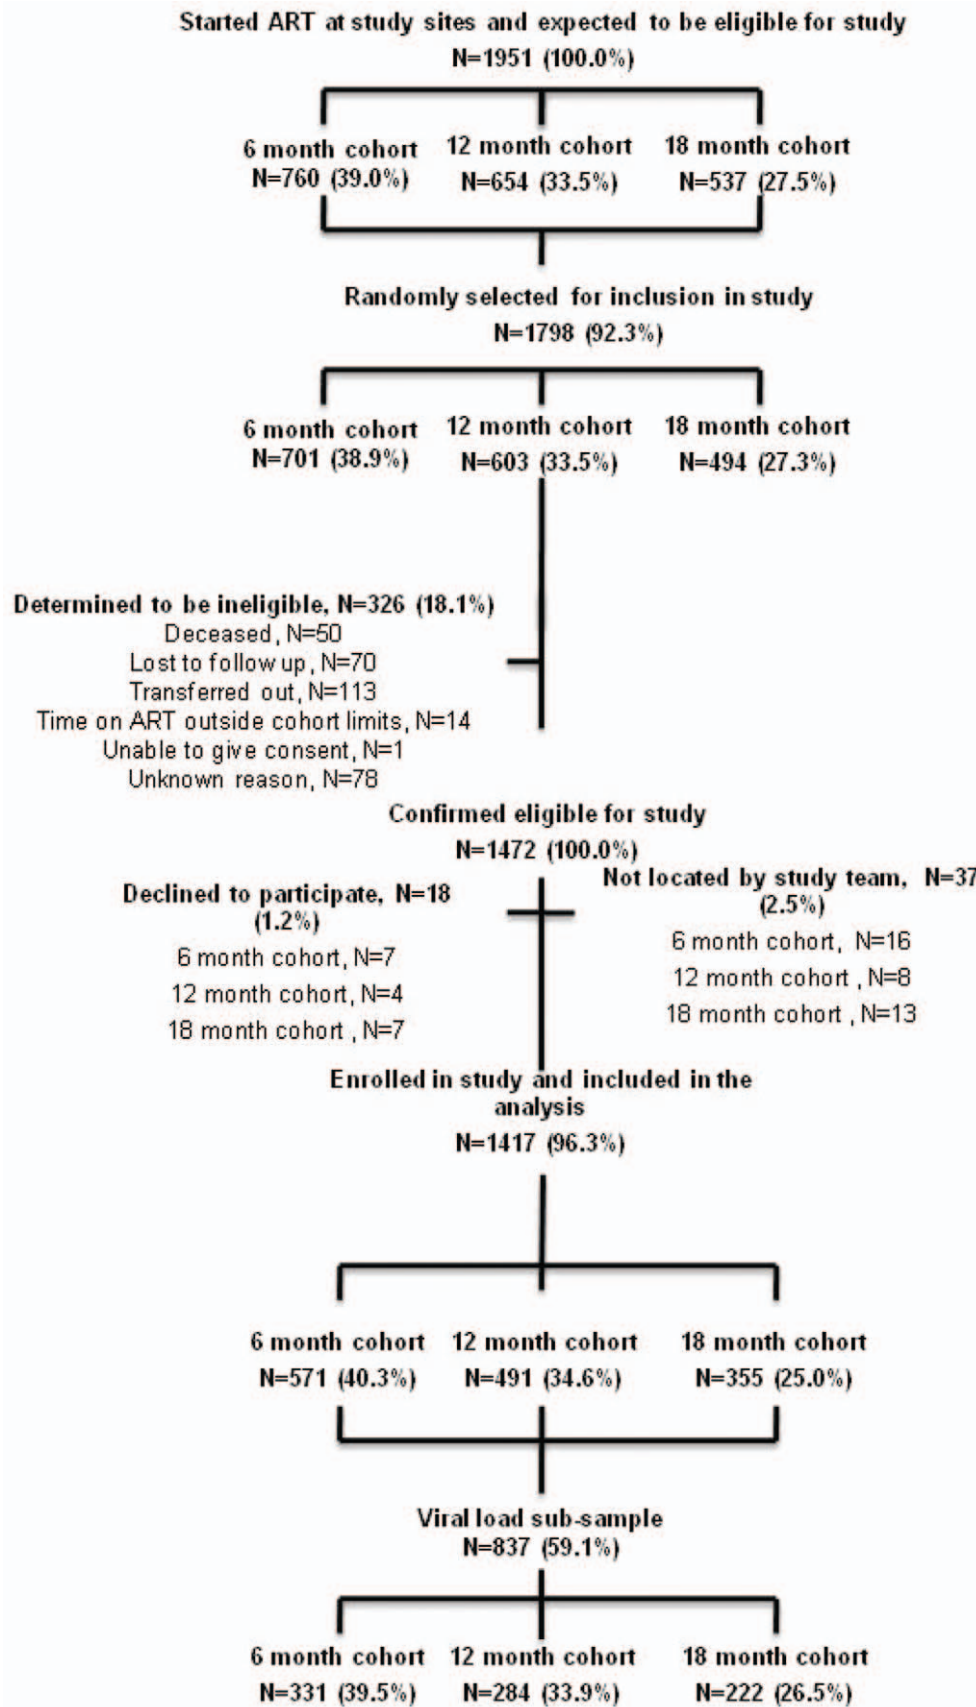 Started ART at study sites and expected to be eligible for study
N=1951 (100.0%)
6 month cohort
N=760 (39.0%)
12 month cohort
N=654 (33.5%)
18 month cohort
N=537 (27.5%)
Randomly selected for inclusion in study
N=1798 (92.3%)
6 month cohort
N=701 (38.9%)
12 month cohort
N=603 (33.5%)
18 month cohort
N=494 (27.3%)
Determined to be ineligible, N=326 (18.1%)
Deceased, N=50
Lost to follow up, N=70
Transferred out, N=113
Time on ART outside cohort limits, N=14
Unable to give consent, N=1
Unknown reason, N=78
Confirmed eligible for study
N=1472 (100.0%)
Declined to participate, N=18
(1.2%)
6 month cohort, N=7
12 month cohort, N=4
18 month cohort , N=7
Not located by study team, N=37
(2.5%)
6 month cohort, N=16
12 month cohort , N=8
18 month cohort , N=13
Enrolled in study and included in the
analysis
N=1417 (96.3%)
6 month cohort
N=571 (40.3%)
12 month cohort
N=491 (34.6%)
18 month cohort
N=355 (25.0%)
Viral load sub-sample
N=837 (59.1%)
6 month cohort
N=331 (39.5%)
12 month cohort
N=284 (33.9%)
18 month cohort
N=222 (26.5%)